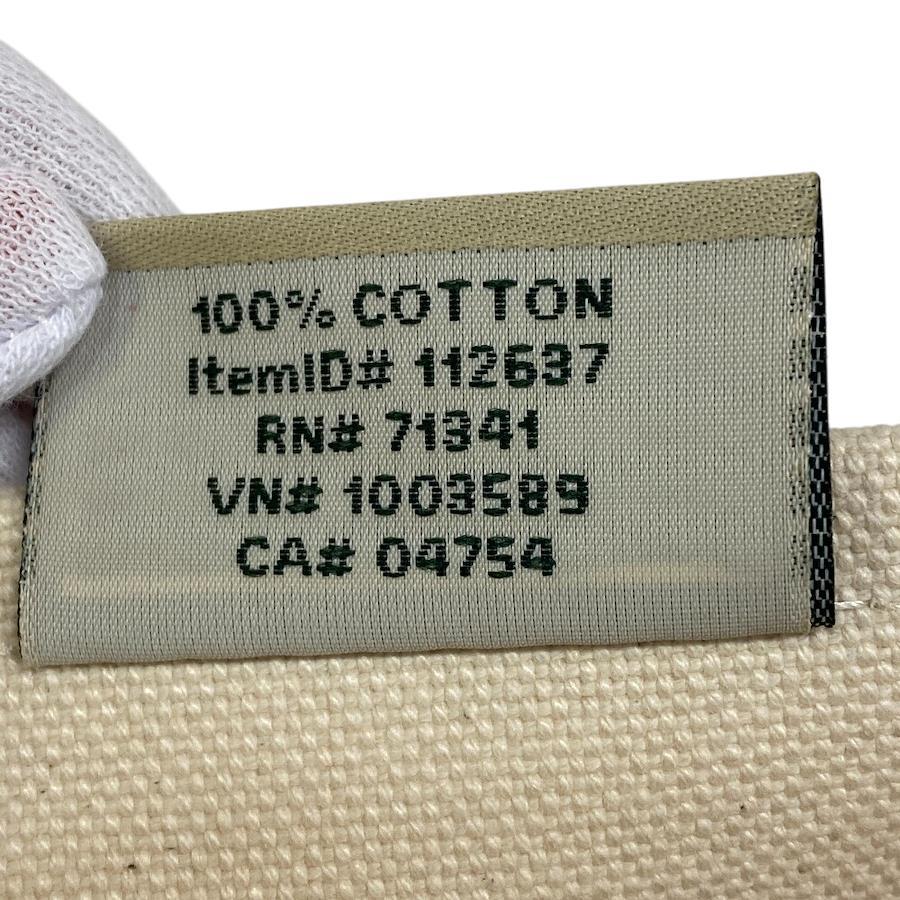 100% COTTON
ItemID# 112637
RN# 71341
VN# 1003589
CA# 04754